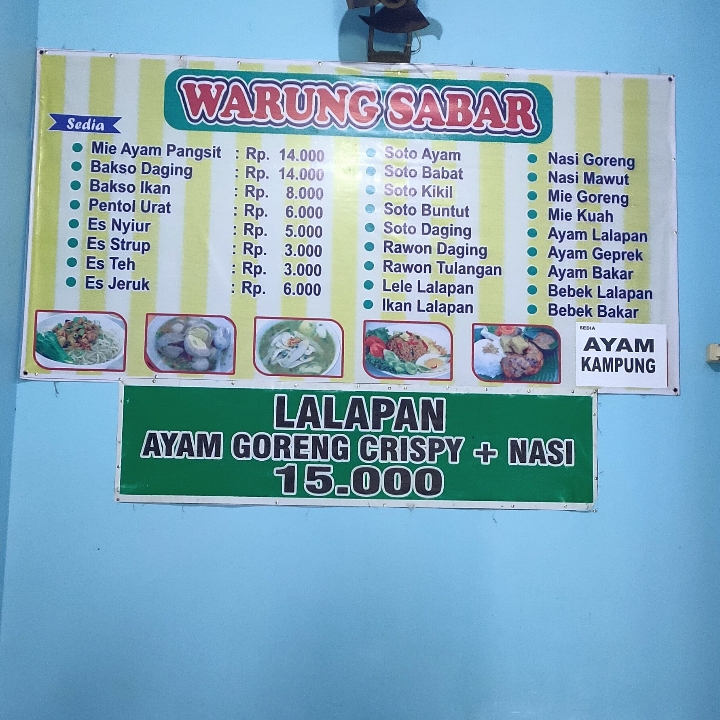 WARUNG SABAR
Sedia
Mie Ayam Pangsit : Rp. 14.000
Bakso Daging : Rp. 14.000
Bakso Ikan : Rp. 8.000
Pentol Urat : Rp. 6.000
Es Nyiur : Rp. 5.000
Es Strup : Rp. 3.000
Es Teh : Rp. 3.000
Es Jeruk : Rp. 6.000
Soto Ayam
Soto Babat
Soto Kikil
Soto Buntut
Soto Daging
Rawon Daging
Rawon Tulangan
Lele Lalapan
Ikan Lalapan
Nasi Goreng
Nasi Mawut
Mie Goreng
Mie Kuah
Ayam Lalapan
Ayam Geprek
Ayam Bakar
Bebek Lalapan
Bebek Bakar
SEDIA
AYAM
KAMPUNG
LALAPAN
AYAM GORENG CRISPY + NASI
15.000